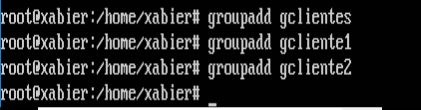 root@xabier:/home/xabier# groupadd gclientes
root@xabier:/home/xabier# groupadd gcliente1
root@xabier:/home/xabier# groupadd gcliente2
root@xabier:/home/xabier# _